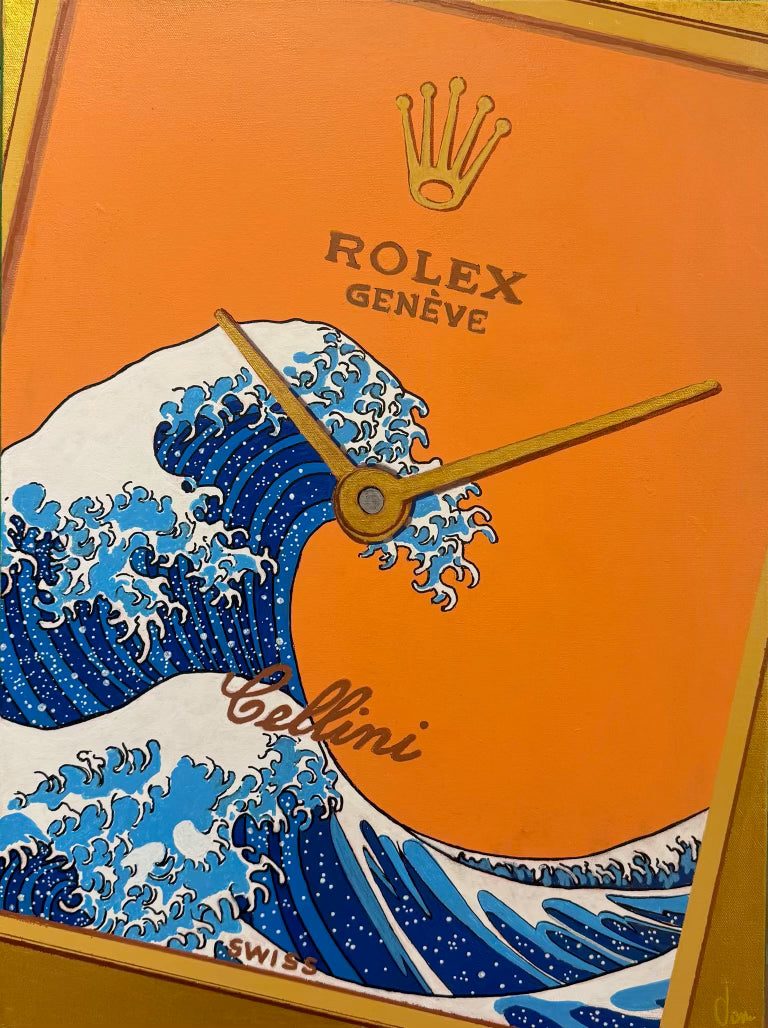 ROLEX
GENÈVE
Cellini
SWISS